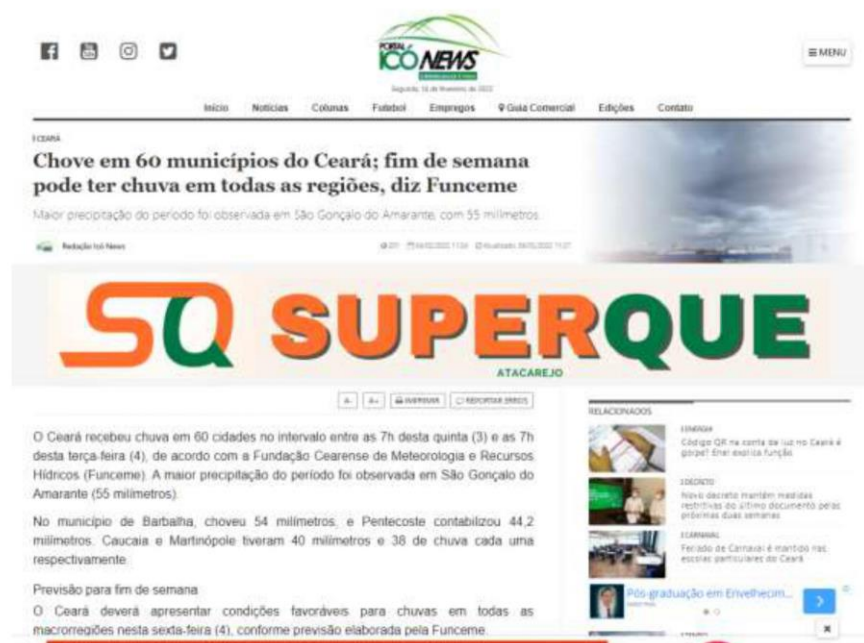 PORTAL
ICÓ NEWS
≡ MENU
Início Notícias Colunas Futebol Empregos Guia Comercial Edições Contato
Chove em 60 municípios do Ceará; fim de semana
pode ter chuva em todas as regiões, diz Funceme
Maior precipitação do período foi observada em São Gonçalo do Amarante, com 55 milímetros.
Redação Icó News
SQ SUPERQUE
ATACAREJO
A- A+ IMPRIMIR REPORTAR ERROS
O Ceará recebeu chuva em 60 cidades no intervalo entre as 7h desta quinta (3) e as 7h
desta terça-feira (4), de acordo com a Fundação Cearense de Meteorologia e Recursos
Hídricos (Funceme). A maior precipitação do período foi observada em São Gonçalo do
Amarante (55 milímetros).
No município de Barbalha, choveu 54 milímetros, e Pentecoste contabilizou 44,2
milímetros. Caucaia e Martinópole tiveram 40 milímetros e 38 de chuva cada uma
respectivamente.
Previsão para fim de semana
O Ceará deverá apresentar condições favoráveis para chuvas em todas as
macrorregiões nesta sexta-feira (4), conforme previsão elaborada pela Funceme.
RELACIONADOS
Código QR na conta de luz no Ceará é
golpe? Enel explica função
Novo decreto mantém medidas
restritivas do último documento pelas
próximas duas semanas
Feriado de Carnaval é mantido nas
escolas particulares do Ceará
Pós-graduação em Envelhecim...